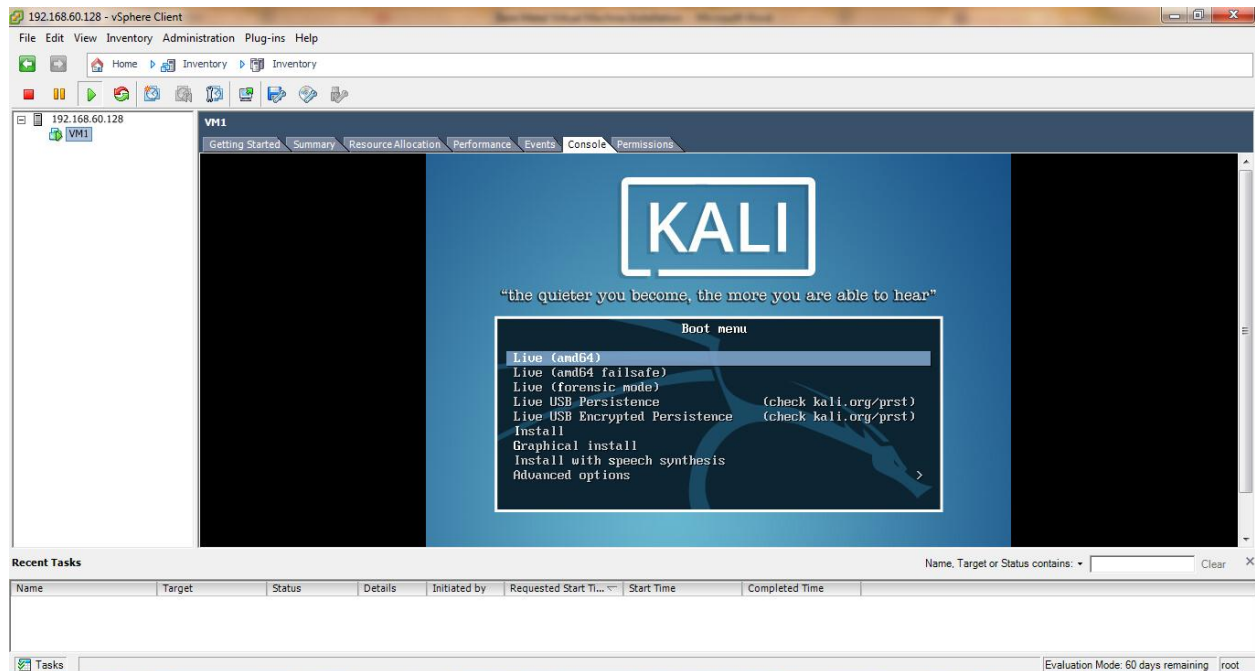 192.168.60.128 - vSphere Client
File Edit View Inventory Administration Plug-ins Help
Home Inventory Inventory
192.168.60.128
VM1
VM1
Getting Started Summary Resource Allocation Performance Events Console Permissions
KALI
“the quieter you become, the more you are able to hear”
Boot menu
Live (amd64)
Live (amd64 failsafe)
Live (forensic mode)
Live USB Persistence (check kali.org/prst)
Live USB Encrypted Persistence (check kali.org/prst)
Install
Graphical install
Install with speech synthesis
Advanced options >
Recent Tasks Name, Target or Status contains: Clear X
Name Target Status Details Initiated by Requested Start Ti... Start Time Completed Time
Tasks Evaluation Mode: 60 days remaining root